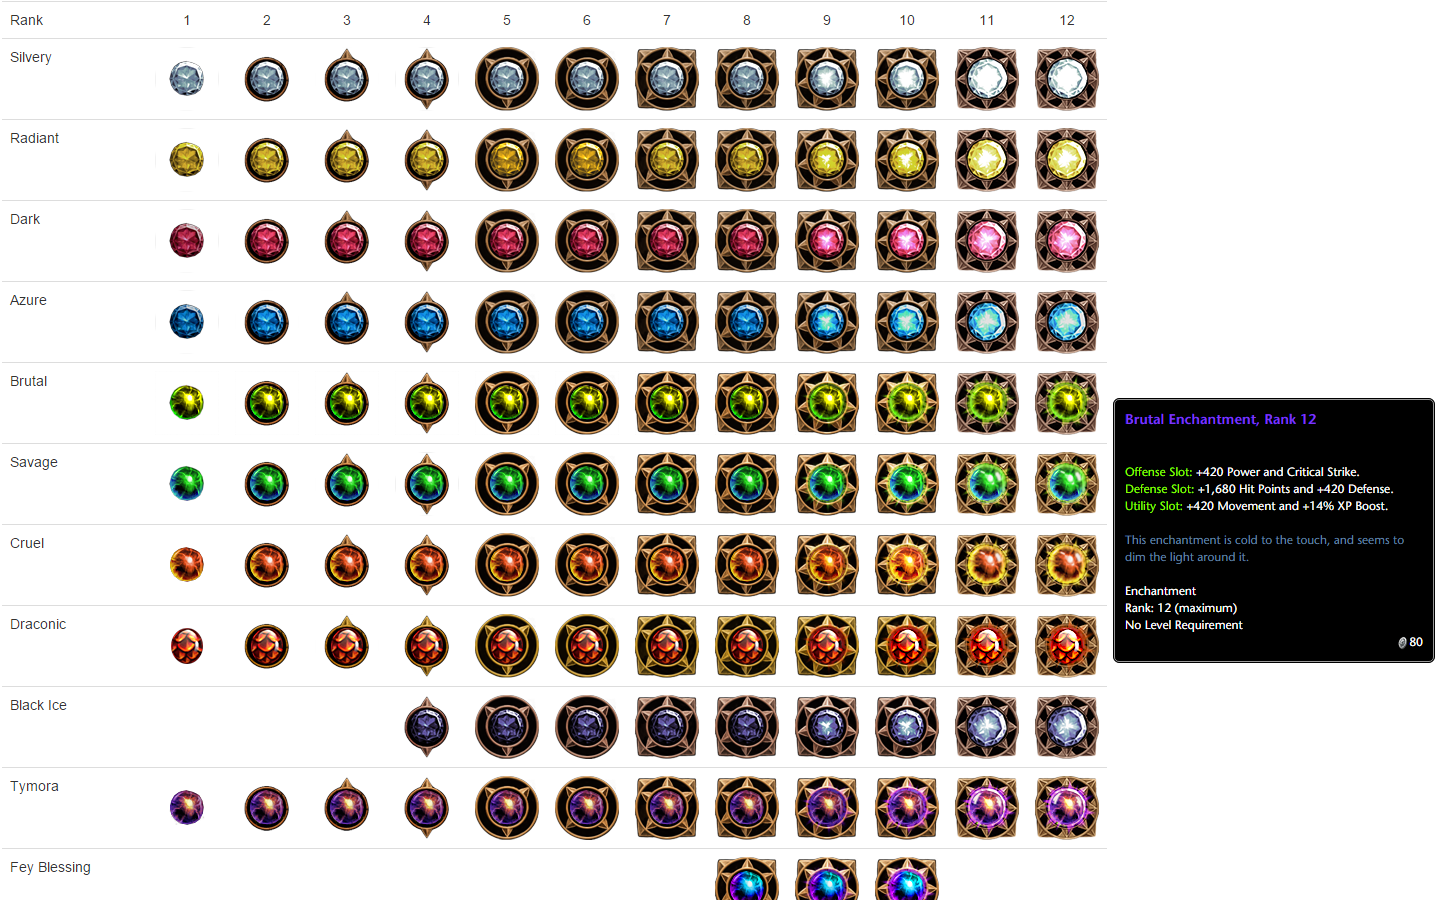 Rank 1 2 3 4 5 6 7 8 9 10 11 12
Silvery
Radiant
Dark
Azure
Brutal
Savage
Cruel
Draconic
Black Ice
Tymora
Fey Blessing
Brutal Enchantment, Rank 12
Offense Slot: +420 Power and Critical Strike.
Defense Slot: +1,680 Hit Points and +420 Defense.
Utility Slot: +420 Movement and +14% XP Boost.
This enchantment is cold to the touch, and seems to
dim the light around it.
Enchantment
Rank: 12 (maximum)
No Level Requirement
80